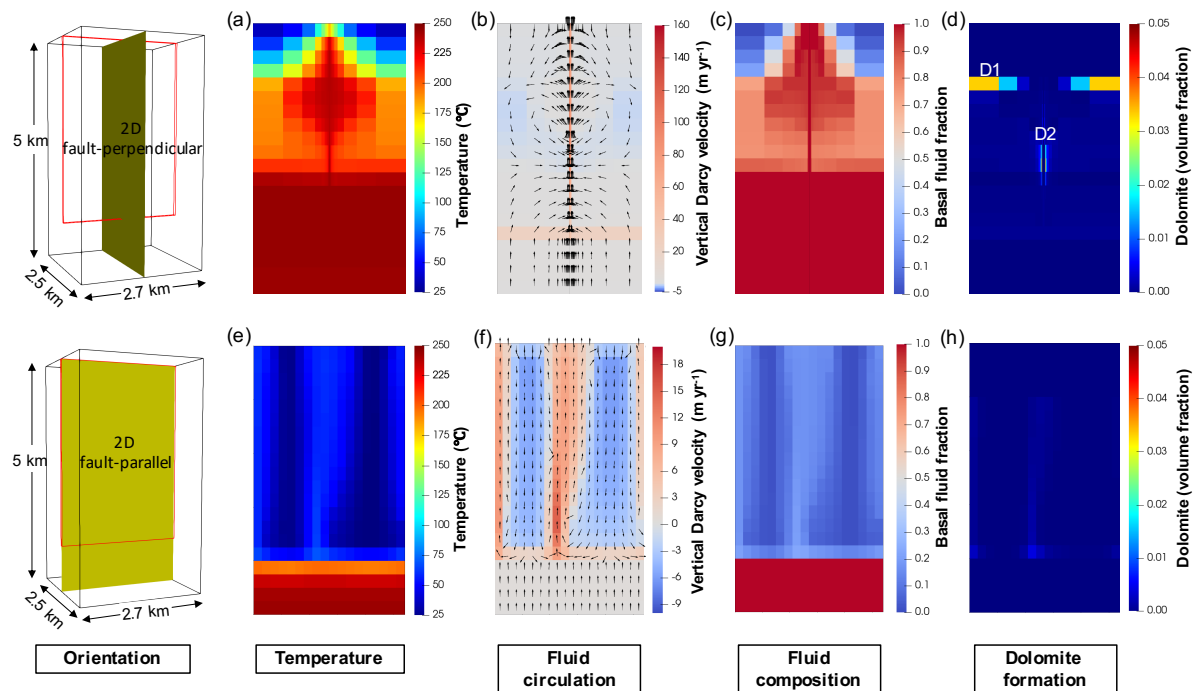 (a)
(b)
(c)
(d)
5 km
2D
fault-perpendicular
2.5 km
2.7 km
250
225
200
175
150
125
100
75
50
25
Temperature (℃)
160
140
120
100
80
60
40
20
-5
Vertical Darcy velocity (m yr-1)
1.0
0.9
0.8
0.7
0.6
0.5
0.4
0.3
0.2
0.1
0.0
Basal fluid fraction
D1
D2
0.05
0.04
0.03
0.02
0.01
0.00
Dolomite (volume fraction)
(e)
(f)
(g)
(h)
5 km
2D
fault-parallel
2.5 km
2.7 km
250
225
200
175
150
125
100
75
50
25
Temperature (℃)
18
15
12
9
6
3
0
-3
-6
-9
Vertical Darcy velocity (m yr-1)
1.0
0.9
0.8
0.7
0.6
0.5
0.4
0.3
0.2
0.1
0.0
Basal fluid fraction
0.05
0.04
0.03
0.02
0.01
0.00
Dolomite (volume fraction)
Orientation
Temperature
Fluid
circulation
Fluid
composition
Dolomite
formation